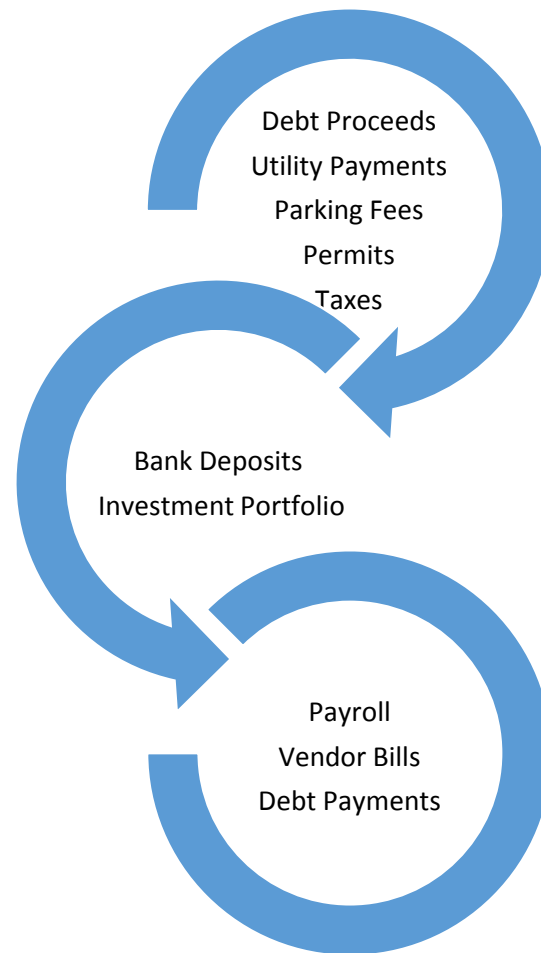 Debt Proceeds
Utility Payments
Parking Fees
Permits
Taxes
Bank Deposits
Investment Portfolio
Payroll
Vendor Bills
Debt Payments